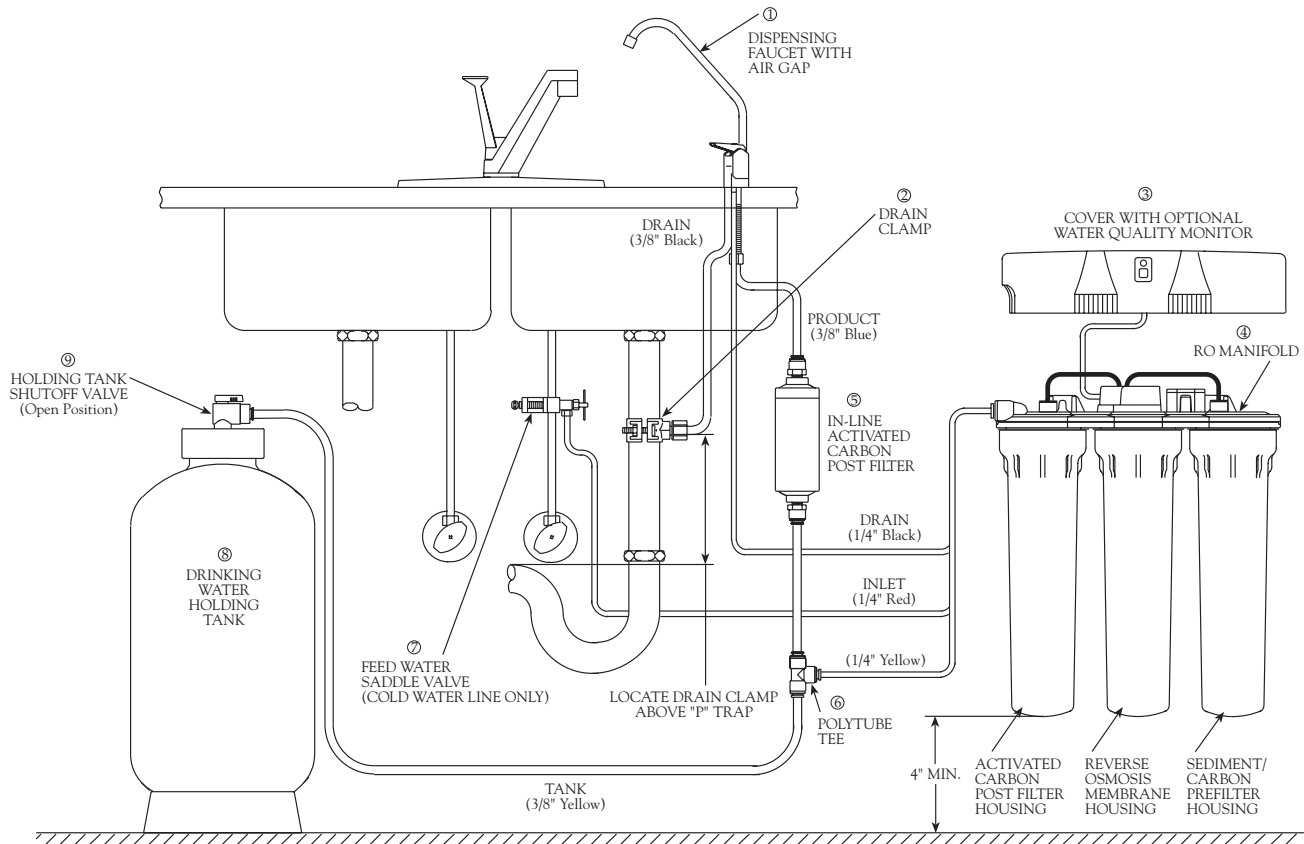 ①
DISPENSING
FAUCET WITH
AIR GAP
②
DRAIN
CLAMP
DRAIN
(3/8" Black)
③
COVER WITH OPTIONAL
WATER QUALITY MONITOR
PRODUCT
(3/8" Blue)
④
RO MANIFOLD
⑨
HOLDING TANK
SHUTOFF VALVE
(Open Position)
⑤
IN-LINE
ACTIVATED
CARBON
POST FILTER
DRAIN
(1/4" Black)
⑧
DRINKING
WATER
HOLDING
TANK
INLET
(1/4" Red)
⑦
FEED WATER
SADDLE VALVE
(COLD WATER LINE ONLY)
(1/4" Yellow)
LOCATE DRAIN CLAMP
ABOVE "P" TRAP
⑥
POLYTUBE
TEE
TANK
(3/8" Yellow)
4" MIN.
ACTIVATED
CARBON
POST FILTER
HOUSING
REVERSE
OSMOSIS
MEMBRANE
HOUSING
SEDIMENT/
CARBON
PREFILTER
HOUSING